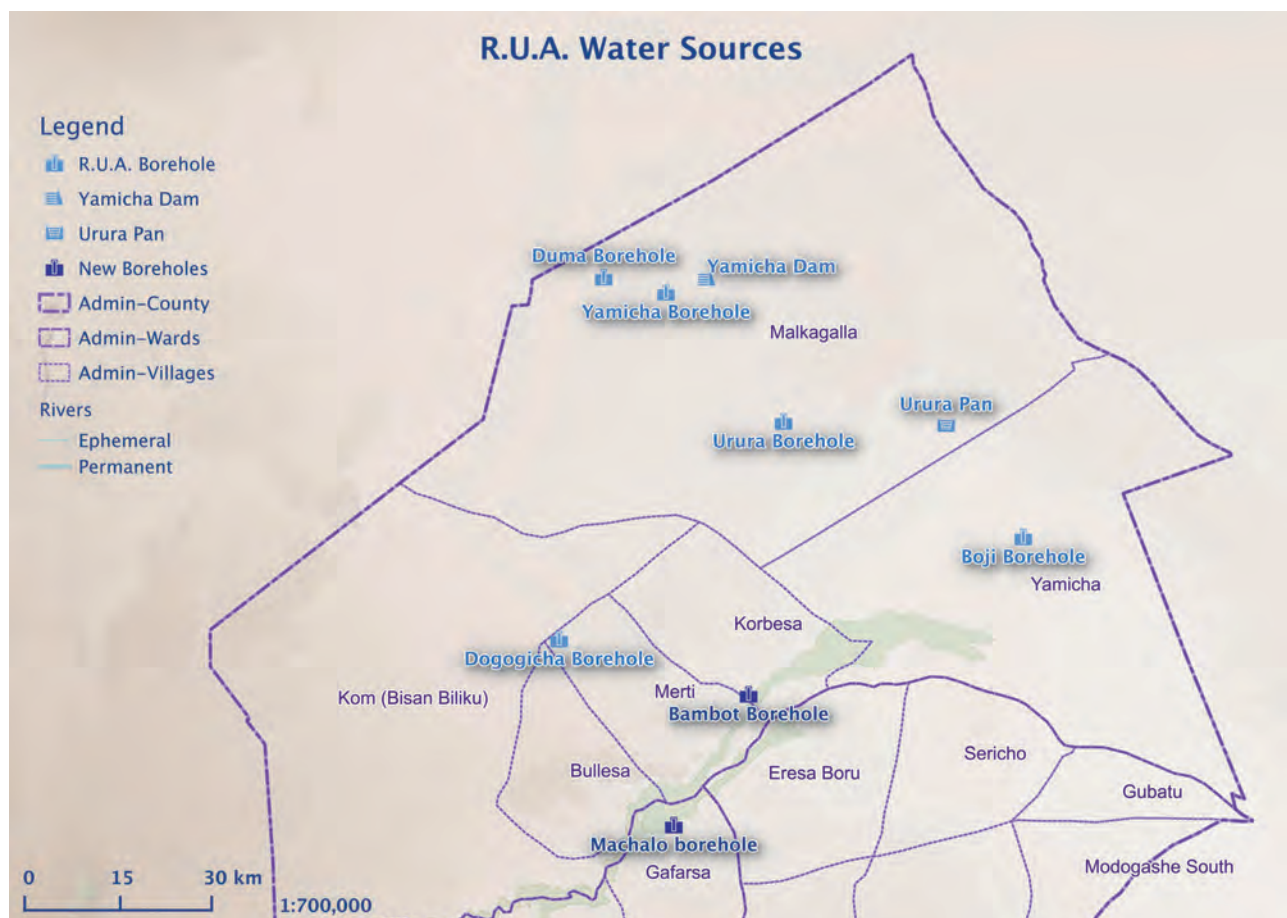 R.U.A. Water Sources
Legend
R.U.A. Borehole
Yamicha Dam
Urura Pan
New Boreholes
Admin-County
Admin-Wards
Admin-Villages
Rivers
Ephemeral
Permanent
Duma Borehole
Yamicha Dam
Yamicha Borehole
Malkagalla
Urura Pan
Urura Borehole
Boji Borehole
Yamicha
Korbesa
Dogogicha Borehole
Kom (Bisan Biliku)
Merti
Bambot Borehole
Sericho
Bullesa
Eresa Boru
Gubatu
Machalo borehole
Gafarsa
Modogashe South
0 15 30 km
1:700,000